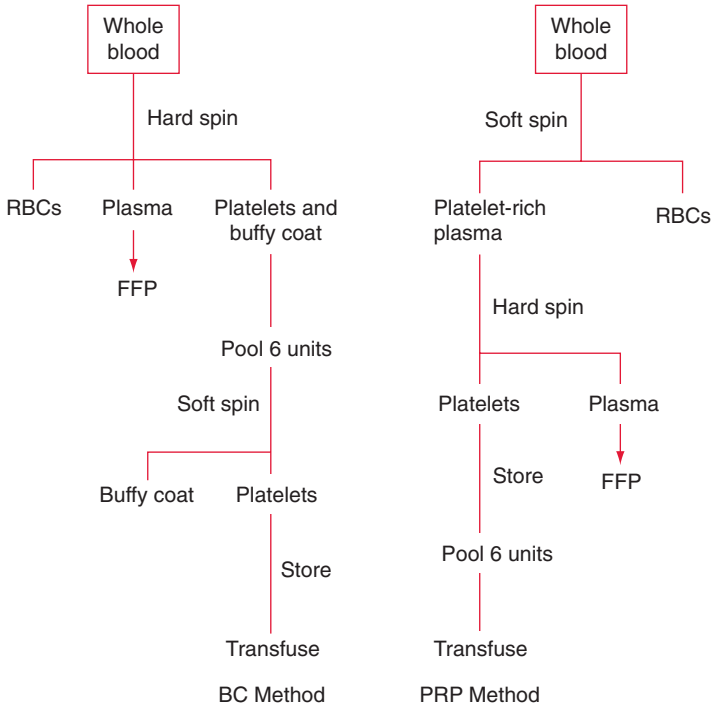 Whole
blood
Hard spin
RBCs
Plasma
Platelets and
buffy coat
FFP
Pool 6 units
Soft spin
Buffy coat
Platelets
Store
Transfuse
BC Method
Whole
blood
Soft spin
Platelet-rich
plasma
RBCs
Hard spin
Platelets
Plasma
Store
FFP
Pool 6 units
Transfuse
PRP Method